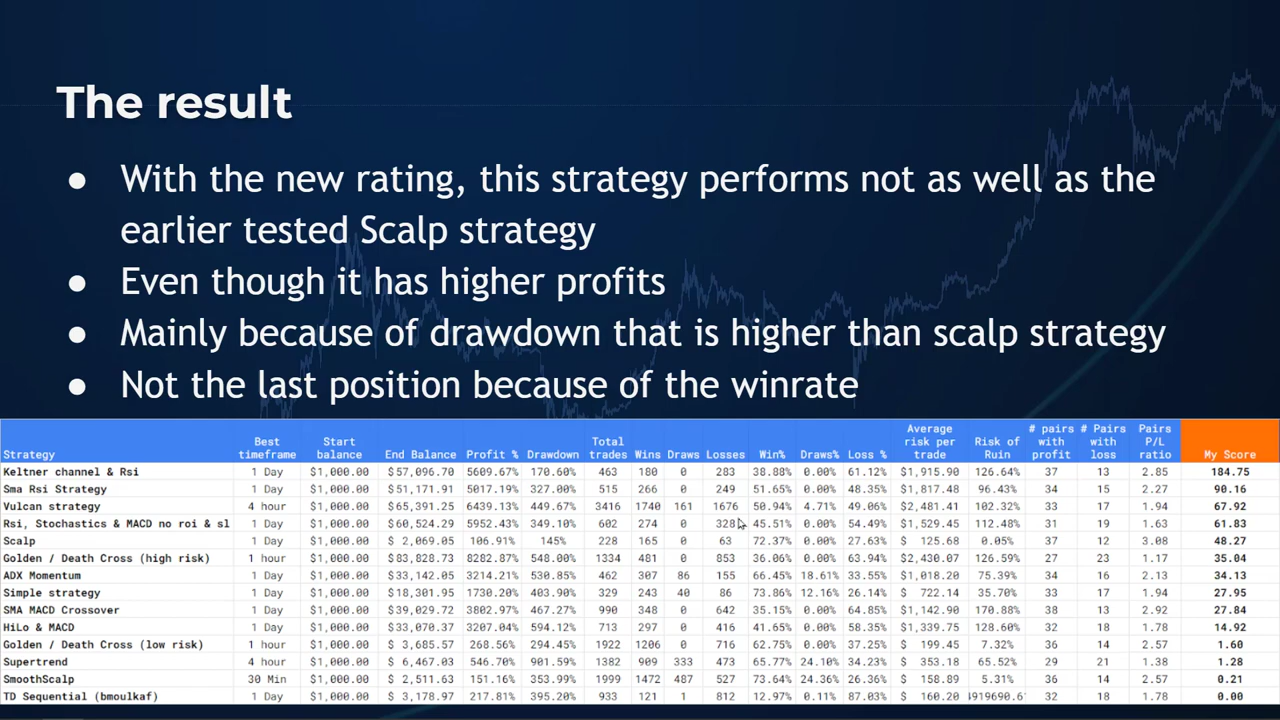 The result
● With the new rating, this strategy performs not as well as the
earlier tested Scalp strategy
● Even though it has higher profits
● Mainly because of drawdown that is higher than scalp strategy
● Not the last position because of the winrate
Strategy Best timeframe Start balance End Balance Profit % Drawdown Total trades Wins Draws Losses Win% Draws% Loss % Average risk per trade Risk of Ruin # pairs with profit # Pairs with loss Pairs P/L ratio My Score
Keltner channel & Rsi 1 Day $1,000.00 $57,096.70 5609.67% 170.60% 463 180 0 283 38.88% 0.00% 61.12% $1,915.90 126.64% 37 13 2.85 184.75
Sma Rsi Strategy 1 Day $1,000.00 $51,171.91 5017.19% 327.00% 515 266 0 249 51.65% 0.00% 48.35% $1,817.48 96.43% 34 15 2.27 90.16
Vulcan strategy 4 hour $1,000.00 $65,391.25 6439.13% 449.67% 3416 1740 161 1676 50.94% 4.71% 49.06% $2,481.41 102.32% 33 17 1.94 67.92
Rsi, Stochastics & MACD no roi & sl 1 Day $1,000.00 $60,524.29 5952.43% 349.10% 602 274 0 328 45.51% 0.00% 54.49% $1,529.45 112.48% 31 19 1.63 61.83
Scalp 1 Day $1,000.00 $ 2,069.05 106.91% 145% 228 165 0 63 72.37% 0.00% 27.63% $ 125.68 0.05% 37 12 3.08 48.27
Golden / Death Cross (high risk) 1 hour $1,000.00 $83,828.73 8282.87% 548.00% 1334 481 0 853 36.06% 0.00% 63.94% $2,430.07 126.59% 27 23 1.17 35.04
ADX Momentum 1 Day $1,000.00 $33,142.05 3214.21% 530.85% 462 307 86 155 66.45% 18.61% 33.55% $1,018.20 75.39% 34 16 2.13 34.13
Simple strategy 1 Day $1,000.00 $18,301.95 1730.20% 403.90% 329 243 40 86 73.86% 12.16% 26.14% $ 722.14 35.70% 33 17 1.94 27.95
SMA MACD Crossover 1 Day $1,000.00 $39,029.72 3802.97% 467.27% 990 348 0 642 35.15% 0.00% 64.85% $1,142.90 170.88% 38 13 2.92 27.84
HiLo & MACD 1 Day $1,000.00 $33,070.37 3207.04% 594.12% 713 297 0 416 41.65% 0.00% 58.35% $1,339.75 128.60% 32 18 1.78 14.92
Golden / Death Cross (low risk) 1 hour $1,000.00 $ 3,685.57 268.56% 244.91% 1922 1206 0 716 62.75% 0.00% 37.25% $ 199.45 7.32% 36 14 2.57 1.60
Supertrend 4 hour $1,000.00 $ 6,467.03 546.70% 901.59% 1382 909 333 473 65.77% 24.10% 34.23% $ 353.18 65.52% 29 21 1.38 1.28
SmoothScalp 30 Min $1,000.00 $ 2,511.63 151.16% 353.99% 1999 1472 487 527 73.64% 24.36% 26.36% $ 158.89 5.31% 36 14 2.57 0.21
TD Sequential (bmoulkaf) 1 Day $1,000.00 $ 3,178.97 217.81% 395.20% 933 121 1 812 12.97% 0.11% 87.03% $ 160.20 32 18 1.78 0.00